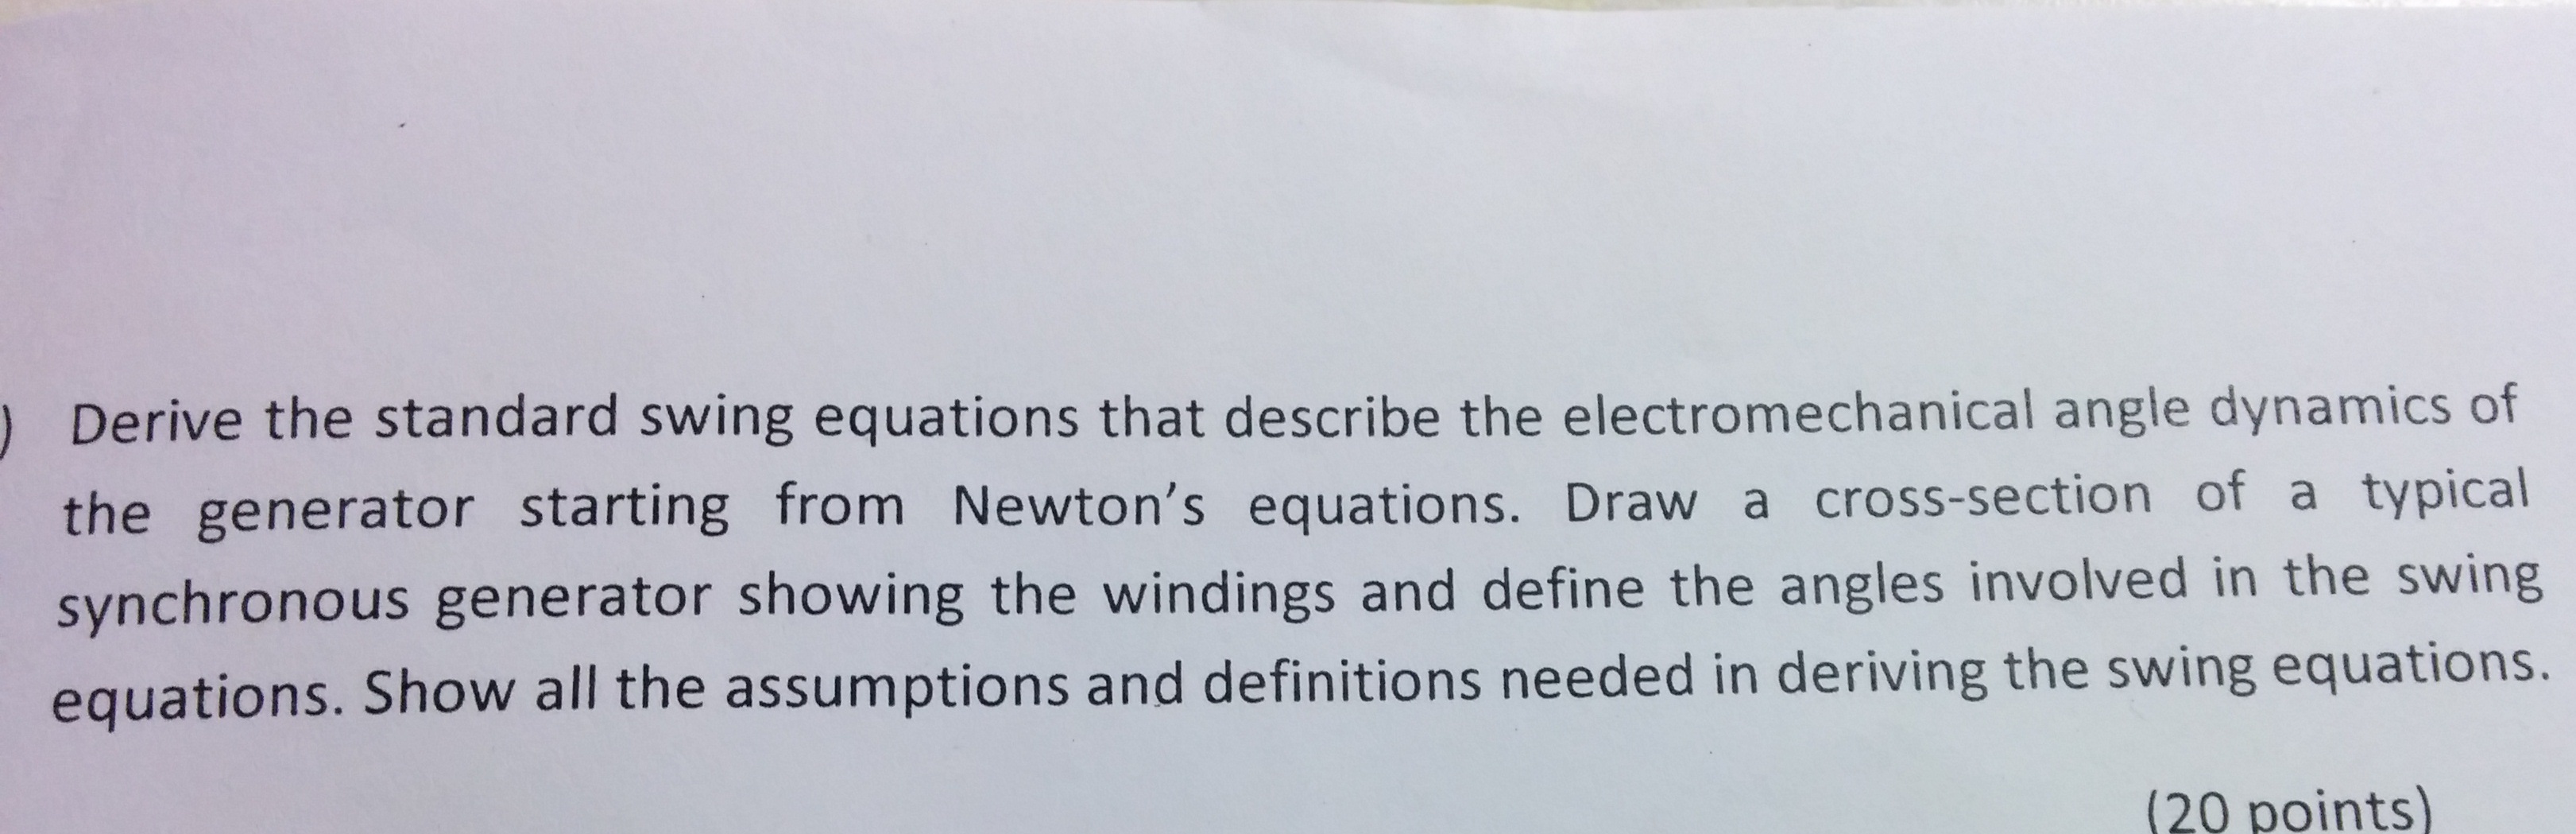 ) Derive the standard swing equations that describe the electromechanical angle dynamics of
the generator starting from Newton's equations. Draw a cross-section of a typical
synchronous generator showing the windings and define the angles involved in the swing
equations. Show all the assumptions and definitions needed in deriving the swing equations.
(20 points)